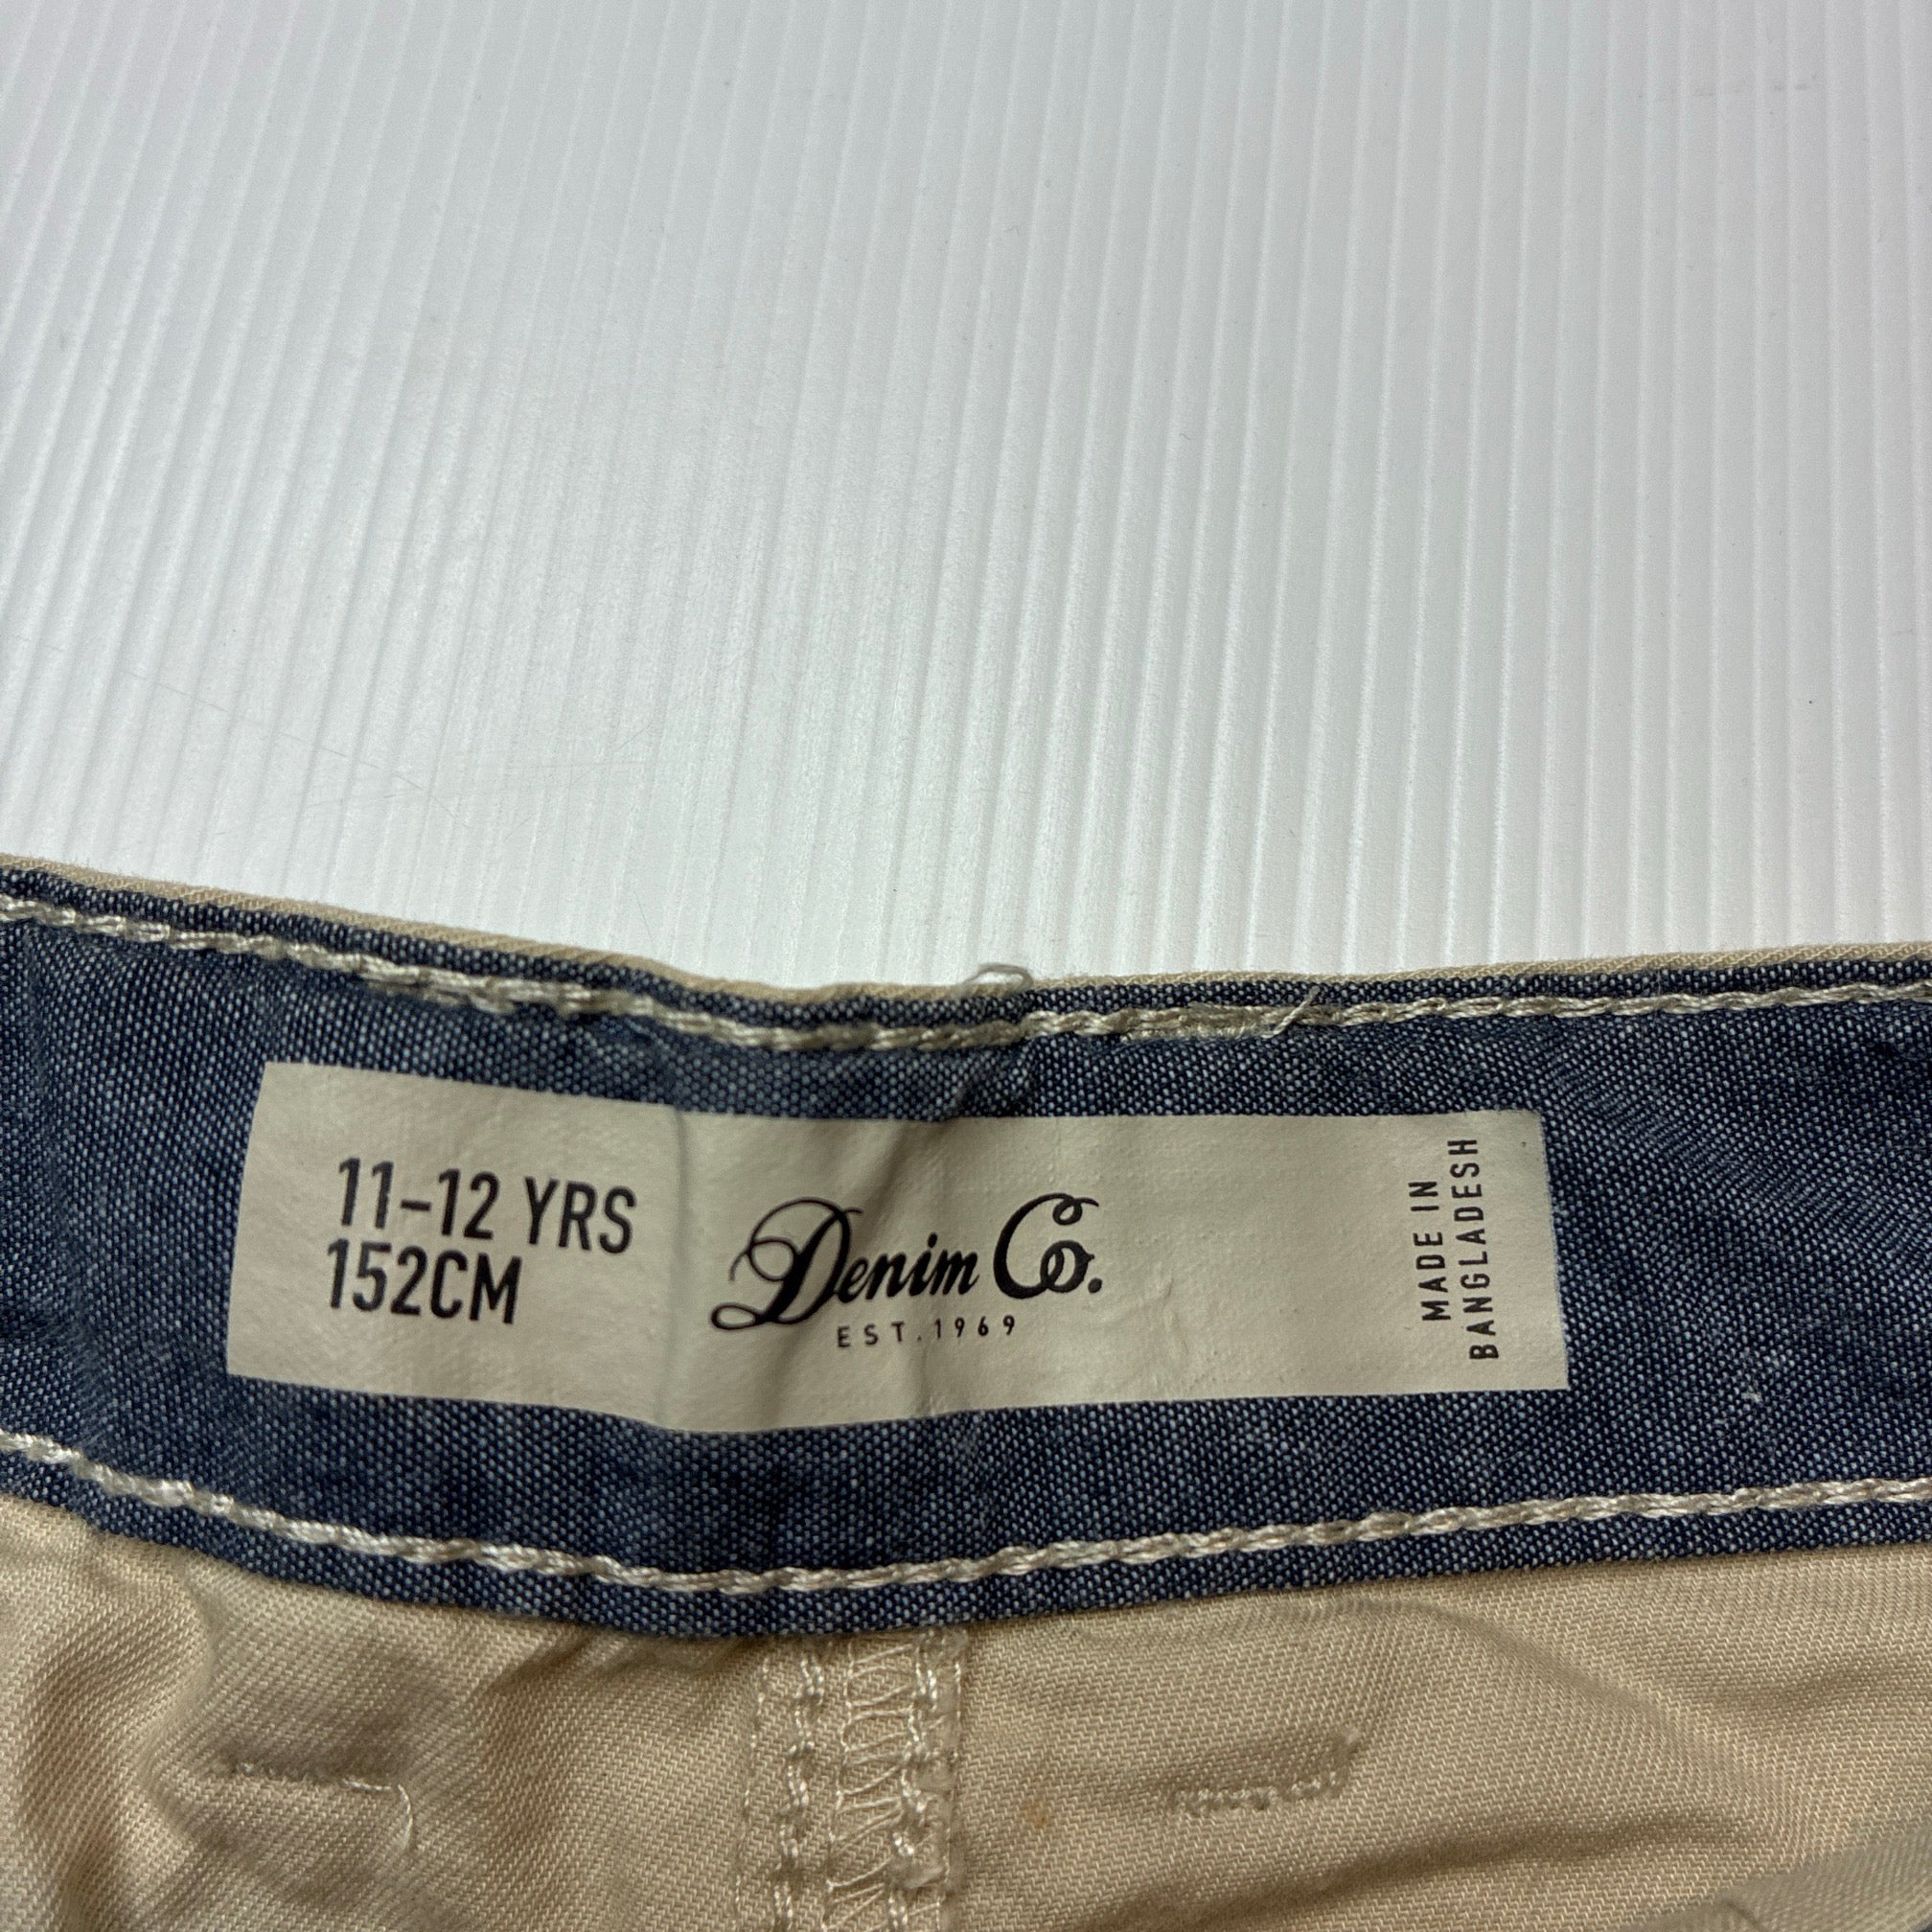 11-12 YRS
152CM
Denim Co.
EST. 1969
MADE IN
BANGLADESH